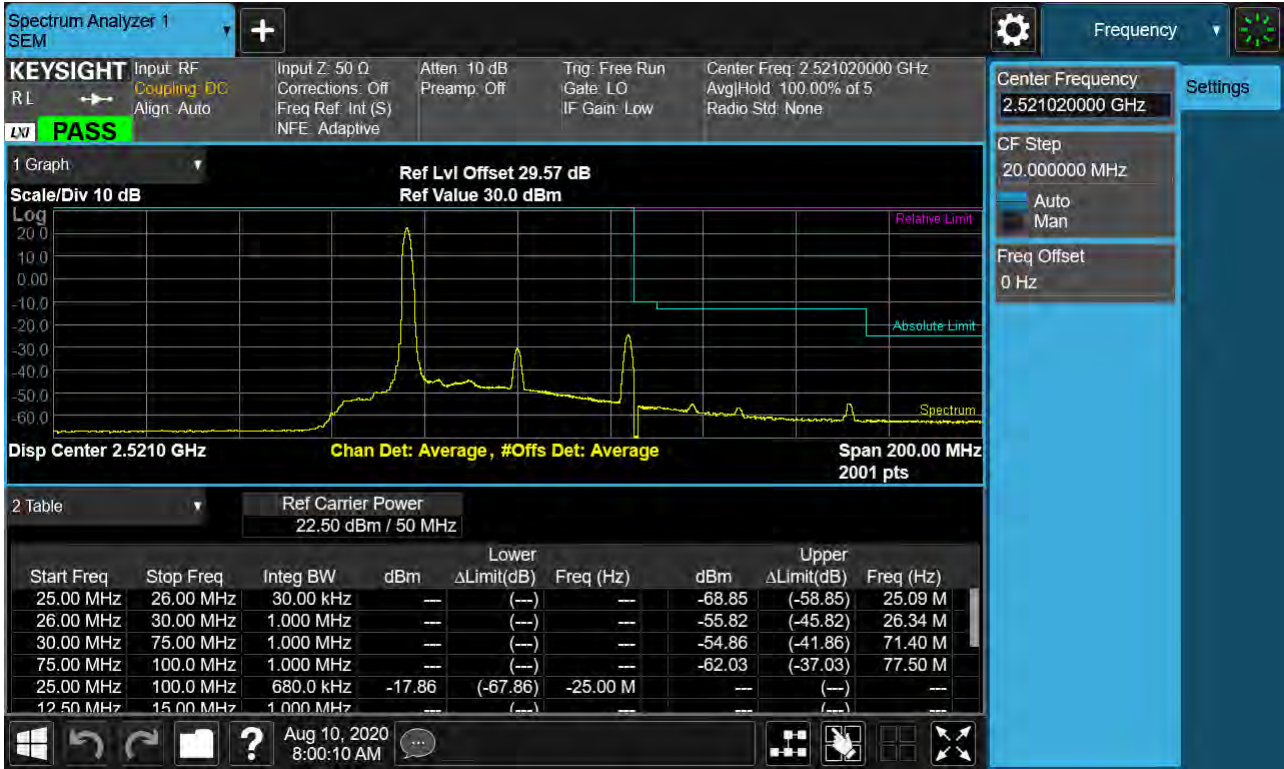 Spectrum Analyzer 1
SEM
+
Frequency
KEYSIGHT Input: RF Input Z: 50 Ω Atten: 10 dB Trig: Free Run Center Freq: 2.521020000 GHz
RL Coupling: DC Corrections: Off Preamp: Off Gate: LO Avg|Hold: 100.00% of 5
Align: Auto Freq Ref: Int (S) IF Gain: Low Radio Std: None
LXI PASS NFE: Adaptive
Center Frequency
2.521020000 GHz
Settings
CF Step
20.000000 MHz
Auto
Man
Freq Offset
0 Hz
1 Graph
Ref Lvl Offset 29.57 dB
Scale/Div 10 dB Ref Value 30.0 dBm
Log
Relative Limit
20.0
10.0
0.00
-10.0
-20.0
Absolute Limit
-30.0
-40.0
-50.0
Spectrum
-60.0
Disp Center 2.5210 GHz Chan Det: Average , #Offs Det: Average Span 200.00 MHz
2001 pts
2 Table Ref Carrier Power
22.50 dBm / 50 MHz
Lower Upper
Start Freq Stop Freq Integ BW dBm ΔLimit(dB) Freq (Hz) dBm ΔLimit(dB) Freq (Hz)
25.00 MHz 26.00 MHz 30.00 kHz --- (---) --- -68.85 (-58.85) 25.09 M
26.00 MHz 30.00 MHz 1.000 MHz --- (---) --- -55.82 (-45.82) 26.34 M
30.00 MHz 75.00 MHz 1.000 MHz --- (---) --- -54.86 (-41.86) 71.40 M
75.00 MHz 100.0 MHz 1.000 MHz --- (---) --- -62.03 (-37.03) 77.50 M
25.00 MHz 100.0 MHz 680.0 kHz -17.86 (-67.86) -25.00 M --- (---) ---
12.50 MHz 15.00 MHz 1.000 MHz --- (---) --- --- (---) ---
? Aug 10, 2020
8:00:10 AM